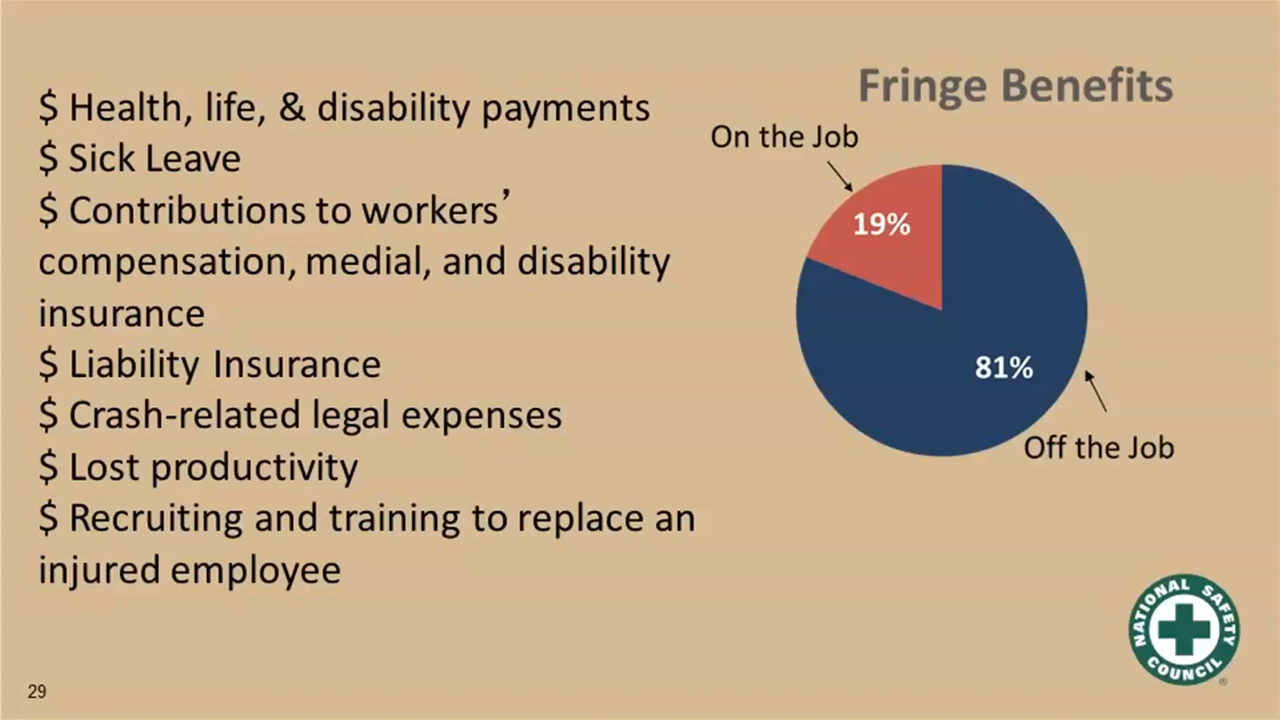 $ Health, life, & disability payments
$ Sick Leave
$ Contributions to workers’
compensation, medial, and disability
insurance
$ Liability Insurance
$ Crash-related legal expenses
$ Lost productivity
$ Recruiting and training to replace an
injured employee
Fringe Benefits
On the Job
19%
81%
Off the Job
NATIONAL SAFETY
COUNCIL
®
29